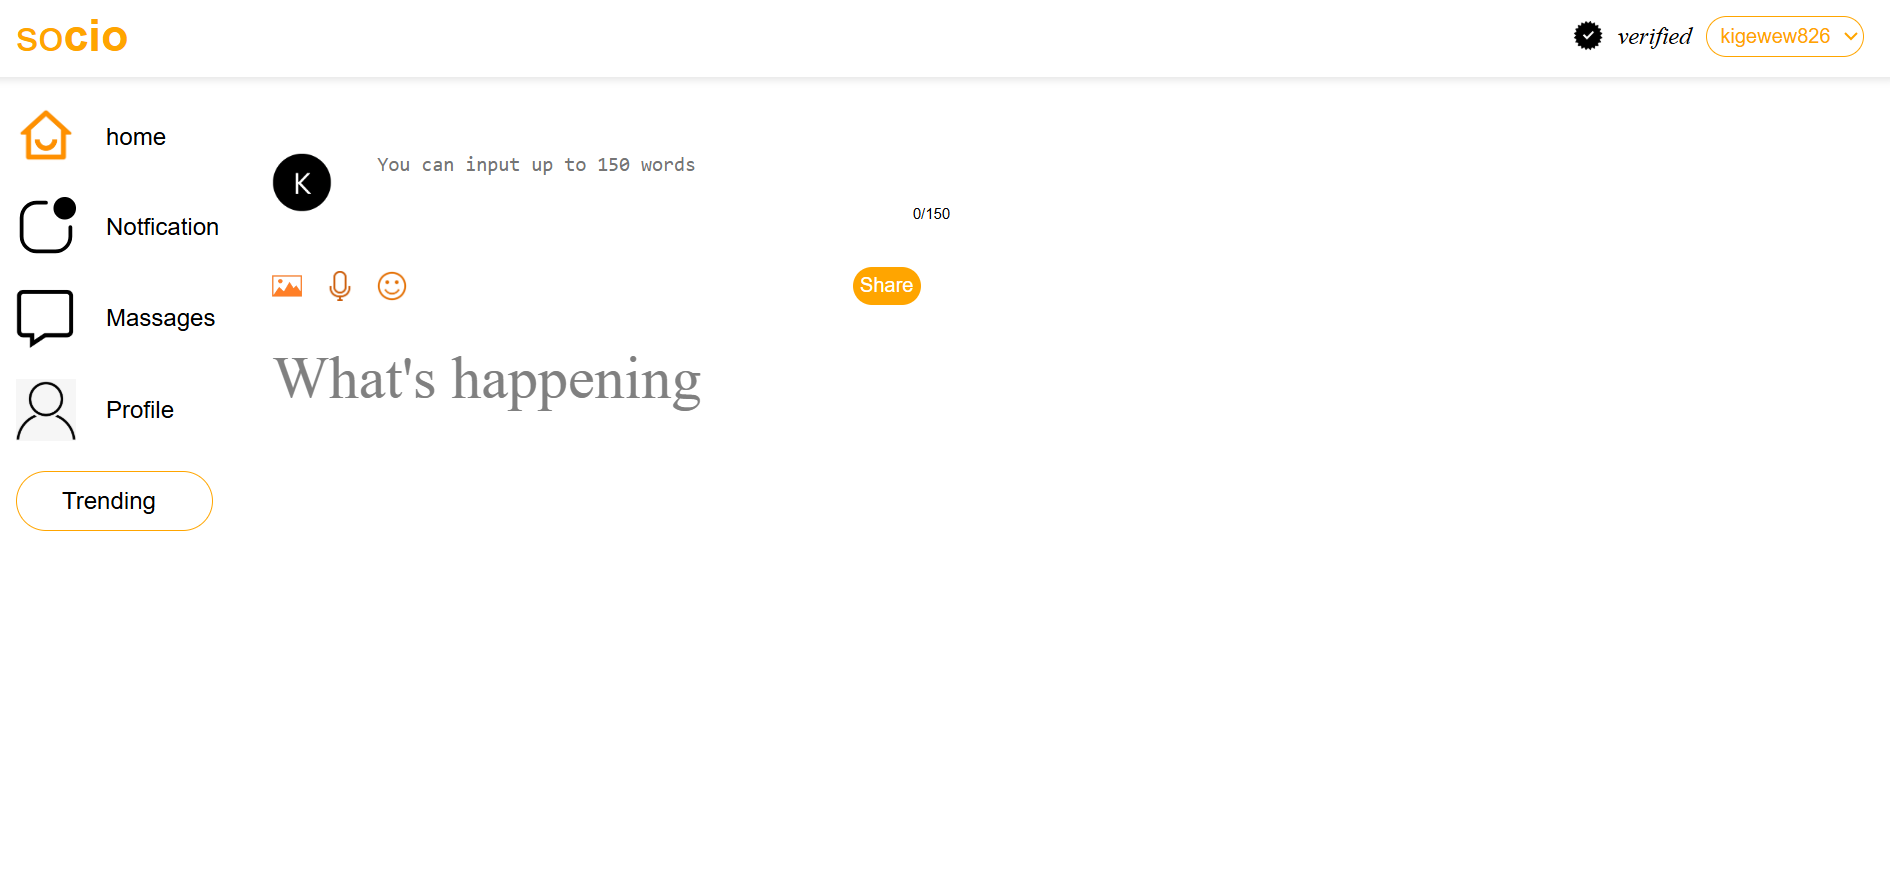 socio
verified
kigewew826
home
Notfication
Massages
Profile
Trending
K
You can input up to 150 words
0/150
Share
What's happening